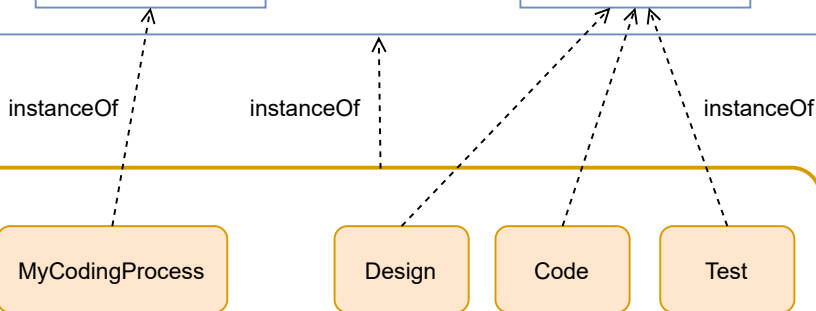 instanceOf
instanceOf
instanceOf
MyCodingProcess
Design
Code
Test